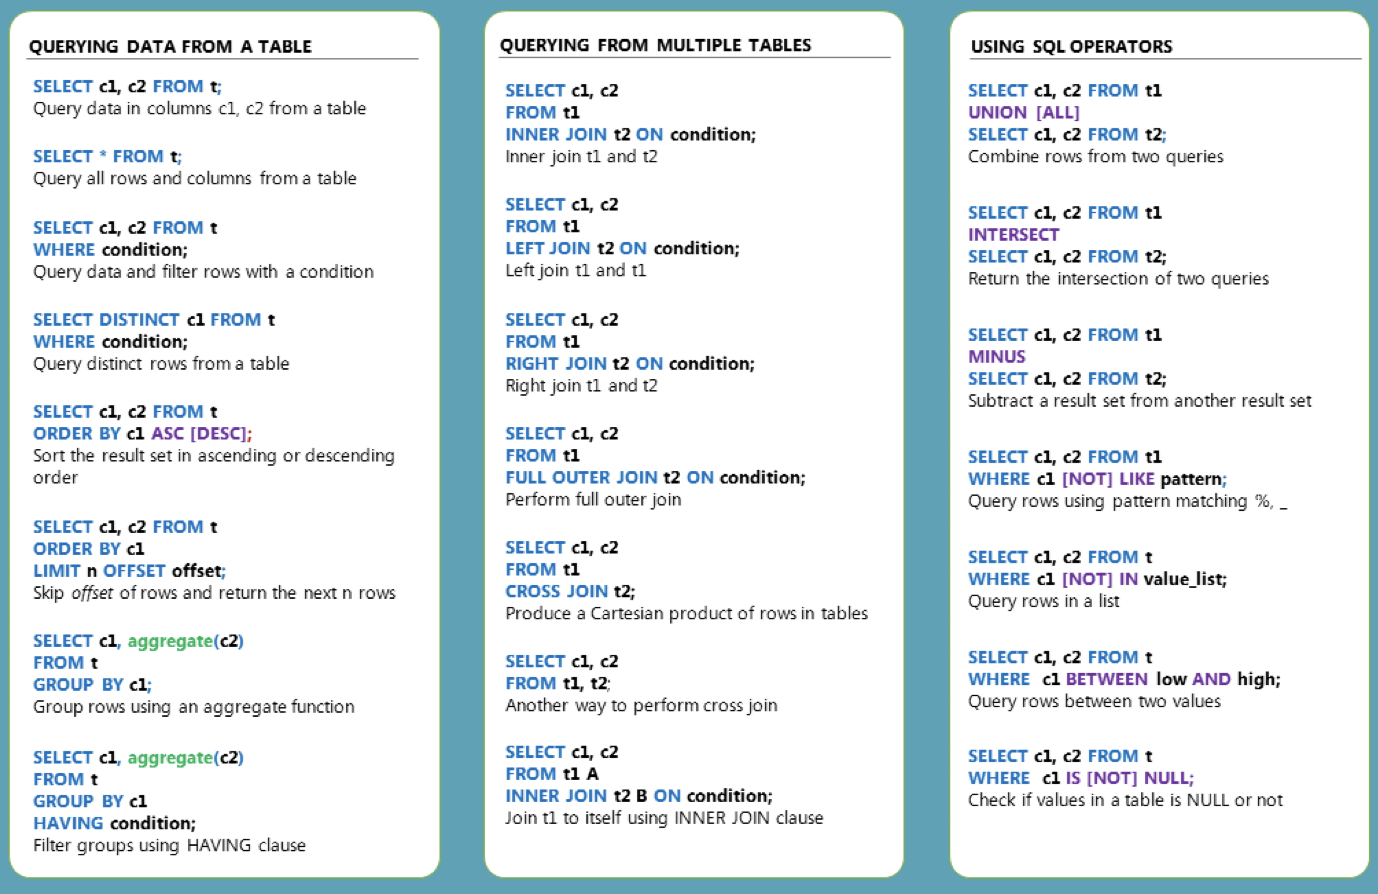 QUERYING DATA FROM A TABLE
SELECT c1, c2 FROM t;
Query data in columns c1, c2 from a table
SELECT * FROM t;
Query all rows and columns from a table
SELECT c1, c2 FROM t
WHERE condition;
Query data and filter rows with a condition
SELECT DISTINCT c1 FROM t
WHERE condition;
Query distinct rows from a table
SELECT c1, c2 FROM t
ORDER BY c1 ASC [DESC];
Sort the result set in ascending or descending
order
SELECT c1, c2 FROM t
ORDER BY c1
LIMIT n OFFSET offset;
Skip offset of rows and return the next n rows
SELECT c1, aggregate(c2)
FROM t
GROUP BY c1;
Group rows using an aggregate function
SELECT c1, aggregate(c2)
FROM t
GROUP BY c1
HAVING condition;
Filter groups using HAVING clause
QUERYING FROM MULTIPLE TABLES
SELECT c1, c2
FROM t1
INNER JOIN t2 ON condition;
Inner join t1 and t2
SELECT c1, c2
FROM t1
LEFT JOIN t2 ON condition;
Left join t1 and t1
SELECT c1, c2
FROM t1
RIGHT JOIN t2 ON condition;
Right join t1 and t2
SELECT c1, c2
FROM t1
FULL OUTER JOIN t2 ON condition;
Perform full outer join
SELECT c1, c2
FROM t1
CROSS JOIN t2;
Produce a Cartesian product of rows in tables
SELECT c1, c2
FROM t1, t2;
Another way to perform cross join
SELECT c1, c2
FROM t1 A
INNER JOIN t2 B ON condition;
Join t1 to itself using INNER JOIN clause
USING SQL OPERATORS
SELECT c1, c2 FROM t1
UNION [ALL]
SELECT c1, c2 FROM t2;
Combine rows from two queries
SELECT c1, c2 FROM t1
INTERSECT
SELECT c1, c2 FROM t2;
Return the intersection of two queries
SELECT c1, c2 FROM t1
MINUS
SELECT c1, c2 FROM t2;
Subtract a result set from another result set
SELECT c1, c2 FROM t1
WHERE c1 [NOT] LIKE pattern;
Query rows using pattern matching %, _
SELECT c1, c2 FROM t
WHERE c1 [NOT] IN value_list;
Query rows in a list
SELECT c1, c2 FROM t
WHERE c1 BETWEEN low AND high;
Query rows between two values
SELECT c1, c2 FROM t
WHERE c1 IS [NOT] NULL;
Check if values in a table is NULL or not